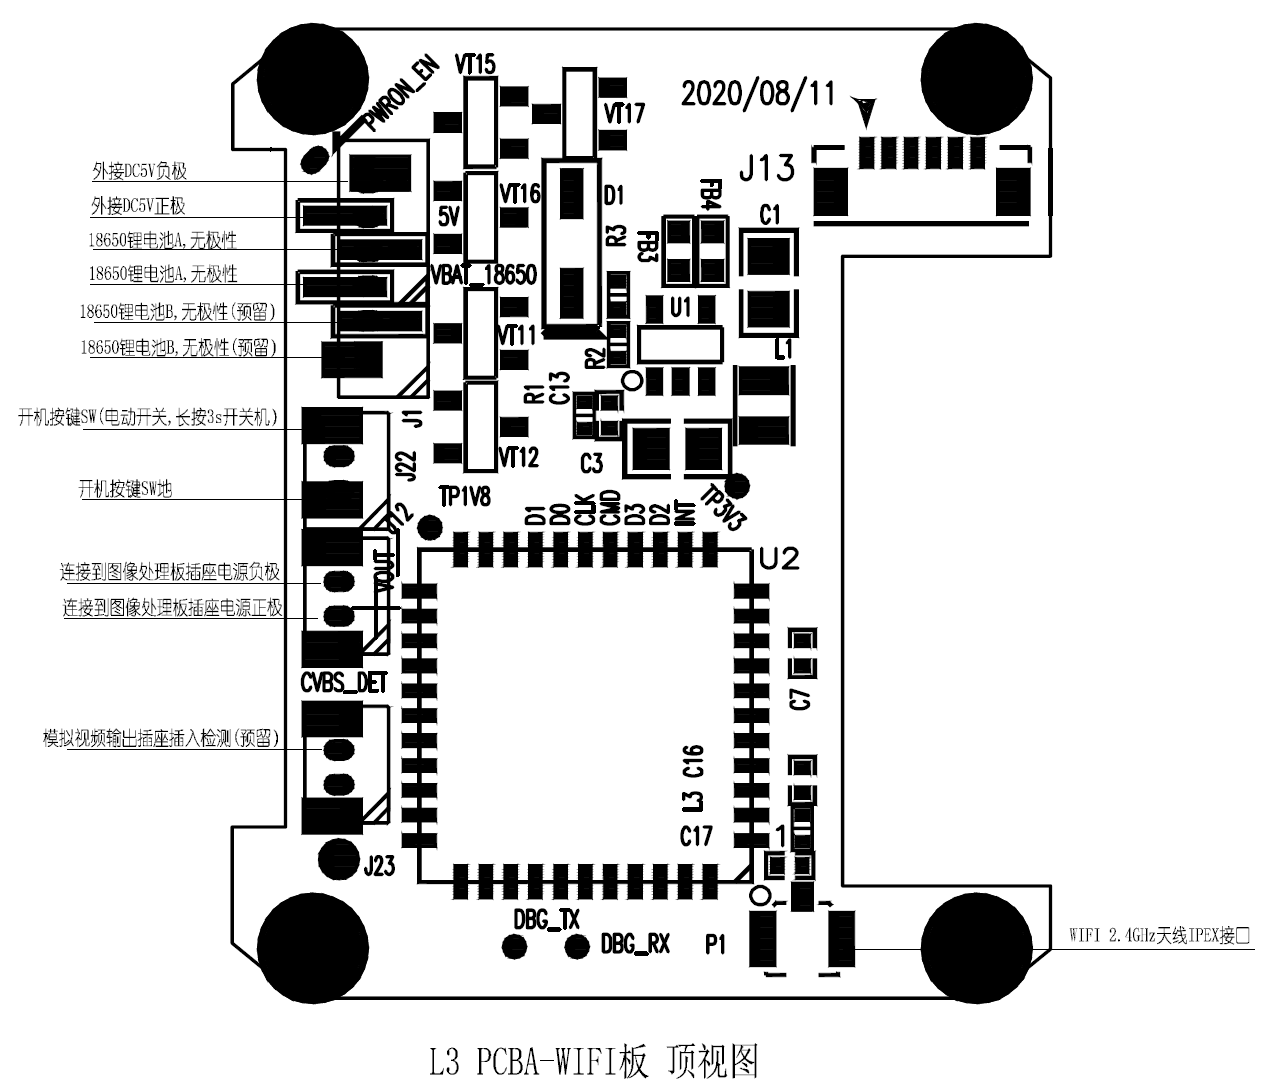 VT15
PWRON_EN
2020/08/11
VT17
J13
外接DC5V负极
VT16
D1
FB4
外接DC5V正极
5V
C1
R3
FB3
18650锂电池A,无极性
18650锂电池A,无极性
VBAT_18650
U1
18650锂电池B,无极性(预留)
VT11
18650锂电池B,无极性(预留)
R2
L1
R1
C13
开机按键SW(电动开关,长按3s开关机)
J1
VT12
C3
J22
开机按键SW地
TP1V8
TP3V3
J12
D1
D0
CLK
CMD
D3
D2
INT
U2
VOUT
连接到图像处理板插座电源负极
连接到图像处理板插座电源正极
CVBS_DET
C7
模拟视频输出插座插入检测(预留)
C16
L3
C17
1
J23
DBG_TX
DBG_RX
P1
WIFI 2.4GHz天线IPEX接口
L3 PCBA-WIFI板 顶视图